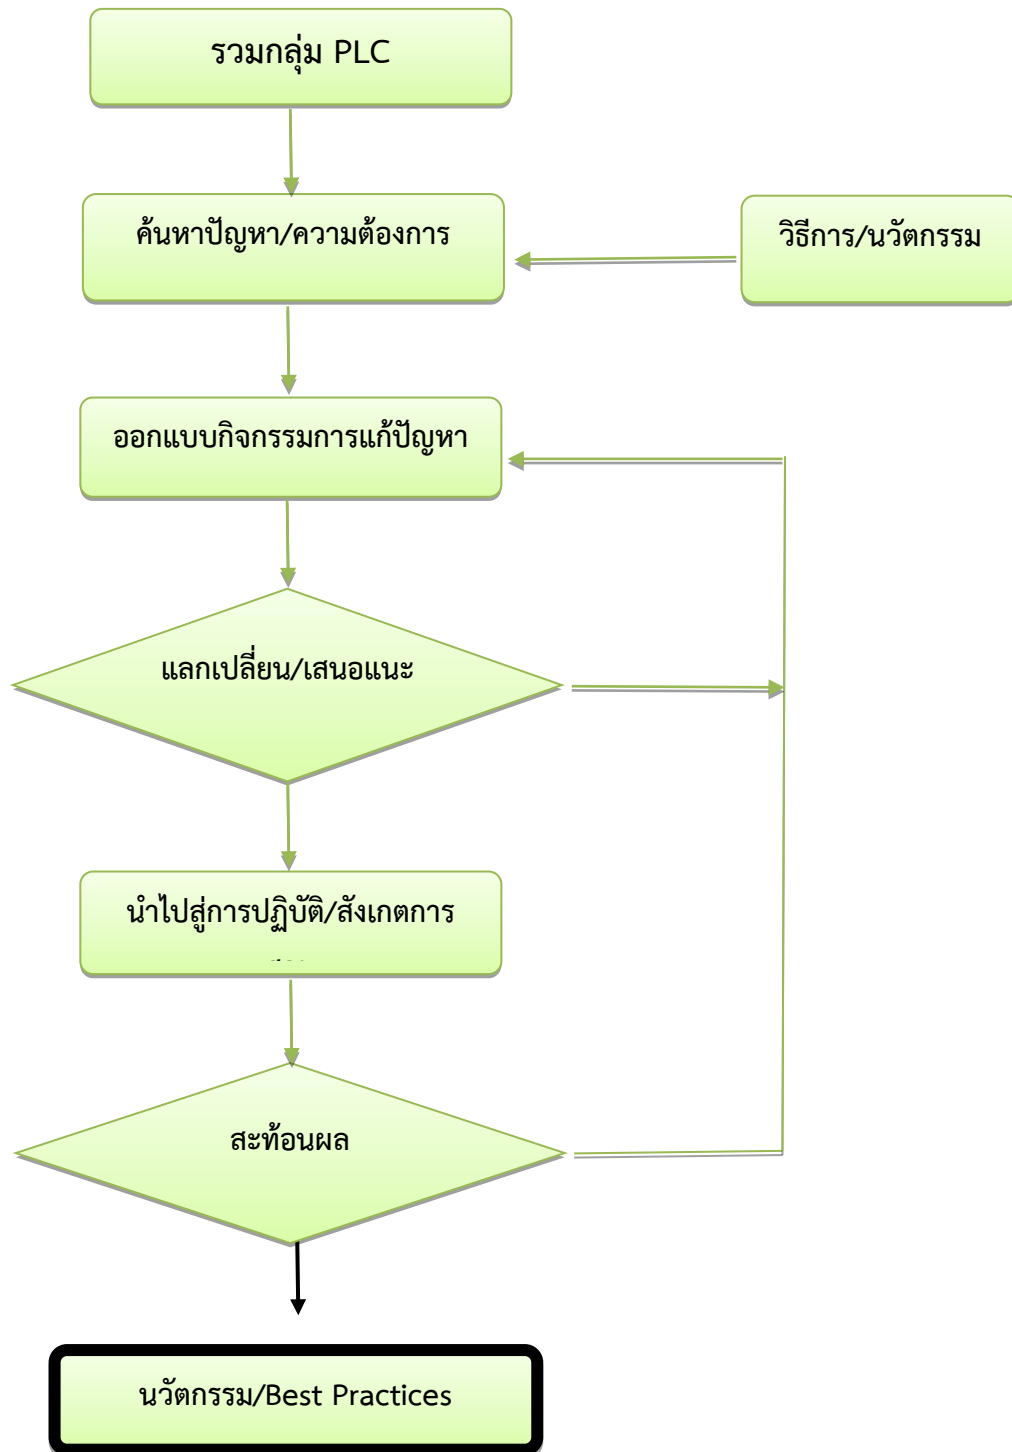 รวมกลุ่ม PLC
ค้นหาปัญหา/ความต้องการ
วิธีการ/นวัตกรรม
ออกแบบกิจกรรมการแก้ปัญหา
แลกเปลี่ยน/เสนอแนะ
นำไปสู่การปฏิบัติ/สังเกตการ
สะท้อนผล
นวัตกรรม/Best Practices